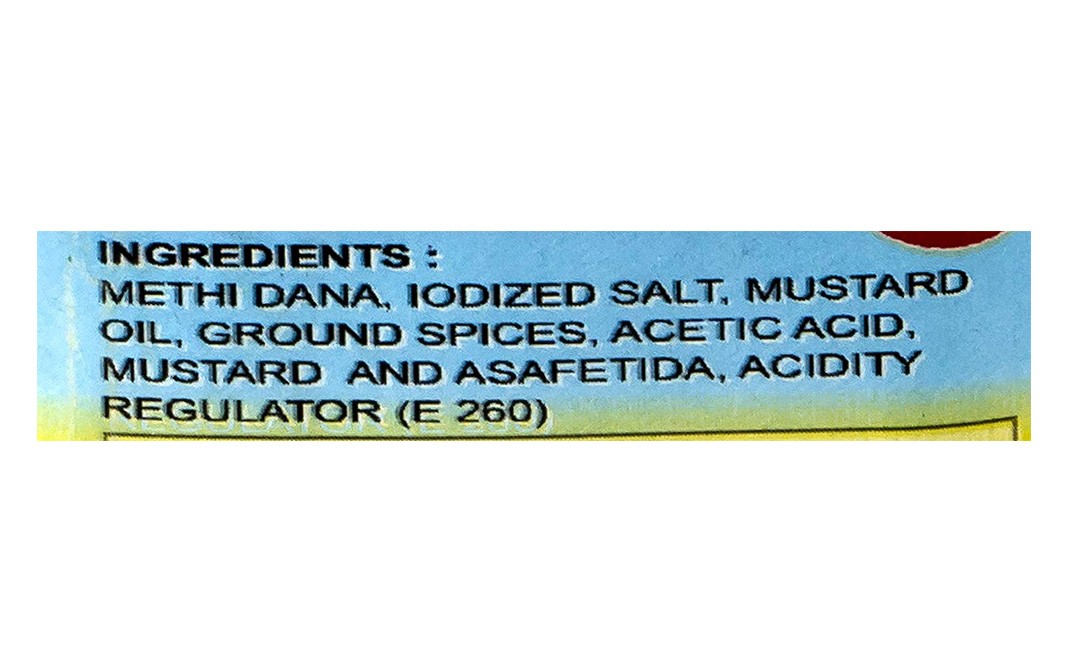 INGREDIENTS :
METHI DANA, IODIZED SALT, MUSTARD
OIL, GROUND SPICES, ACETIC ACID,
MUSTARD AND ASAFETIDA, ACIDITY
REGULATOR (E 260)